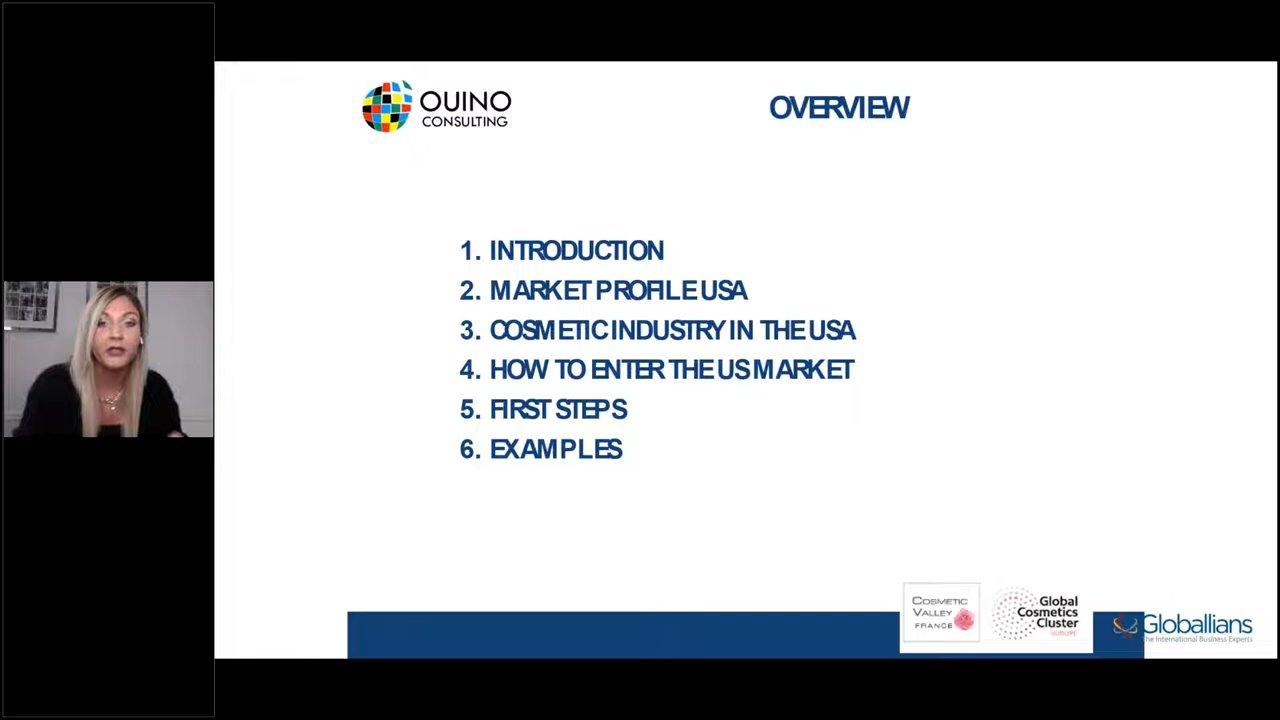 OUINO
CONSULTING
OVERVIEW
1. INTRODUCTION
2. MARKET PROFILE USA
3. COSMETIC INDUSTRY IN THE USA
4. HOW TO ENTER THE US MARKET
5. FIRST STEPS
6. EXAMPLES
COSMETIC
VALLEY
FRANCE
Global
Cosmetics
Cluster
EUROPE
Globallians
The International Business Experts